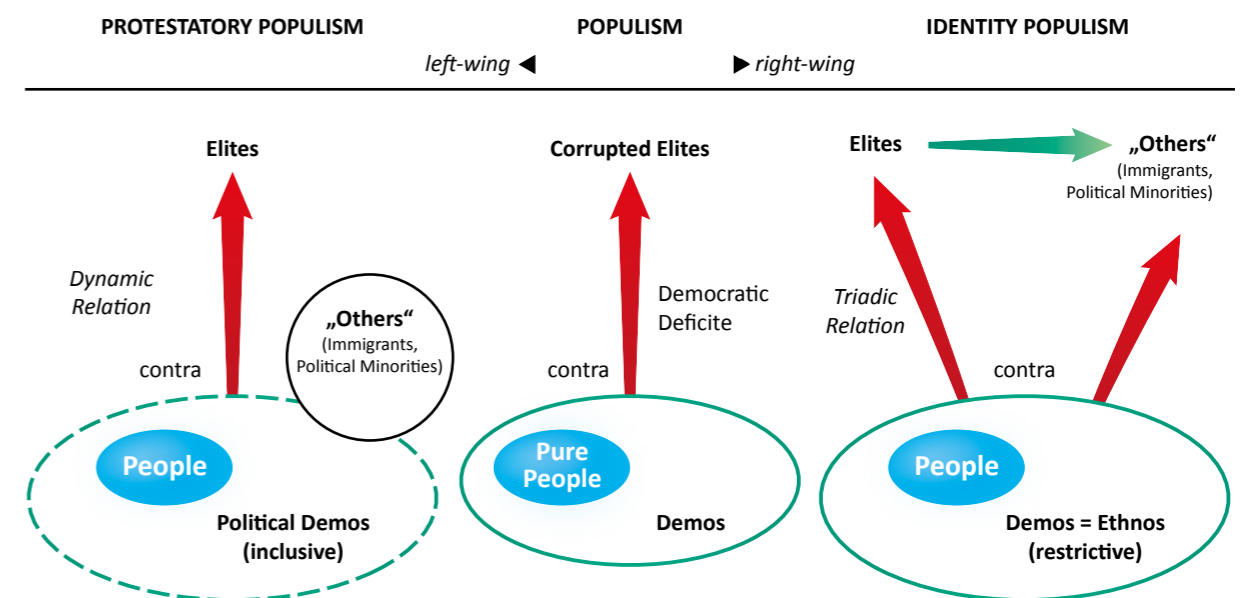 PROTESTATORY POPULISM
POPULISM
IDENTITY POPULISM
left-wing ◀
▶ right-wing
Elites
Dynamic
Relation
„Others“
(Immigrants,
Political Minorities)
contra
People
Political Demos
(inclusive)
Corrupted Elites
Democratic
Deficite
contra
Pure
People
Demos
Elites
„Others“
(Immigrants,
Political Minorities)
Triadic
Relation
contra
People
Demos = Ethnos
(restrictive)